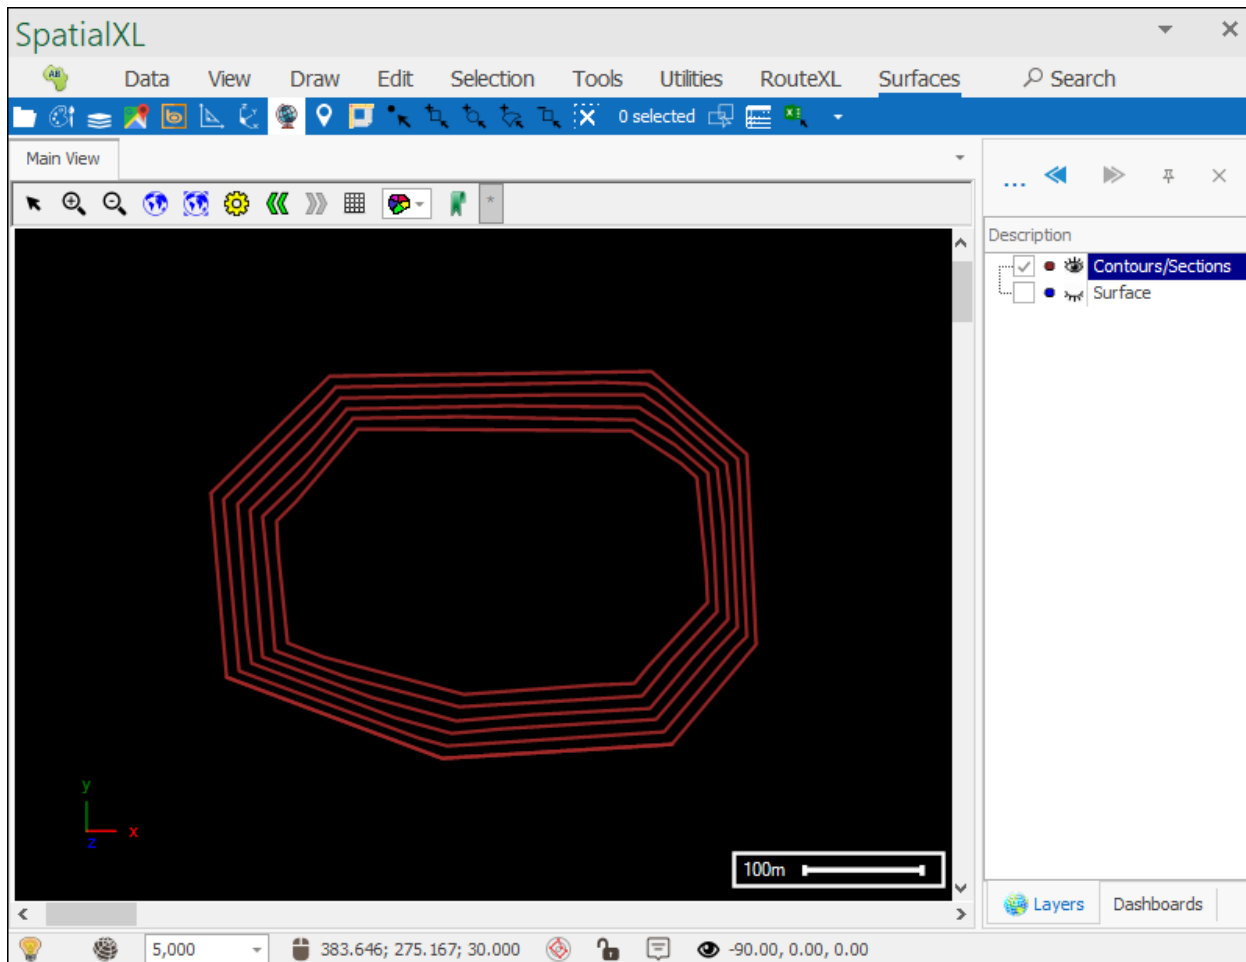 SpatialXL
AB Data View Draw Edit Selection Tools Utilities RouteXL Surfaces Search
0 selected
Main View
...
*
Description
Contours/Sections
Surface
y
x
z
100m
Layers Dashboards
5,000 383.646; 275.167; 30.000 -90.00, 0.00, 0.00